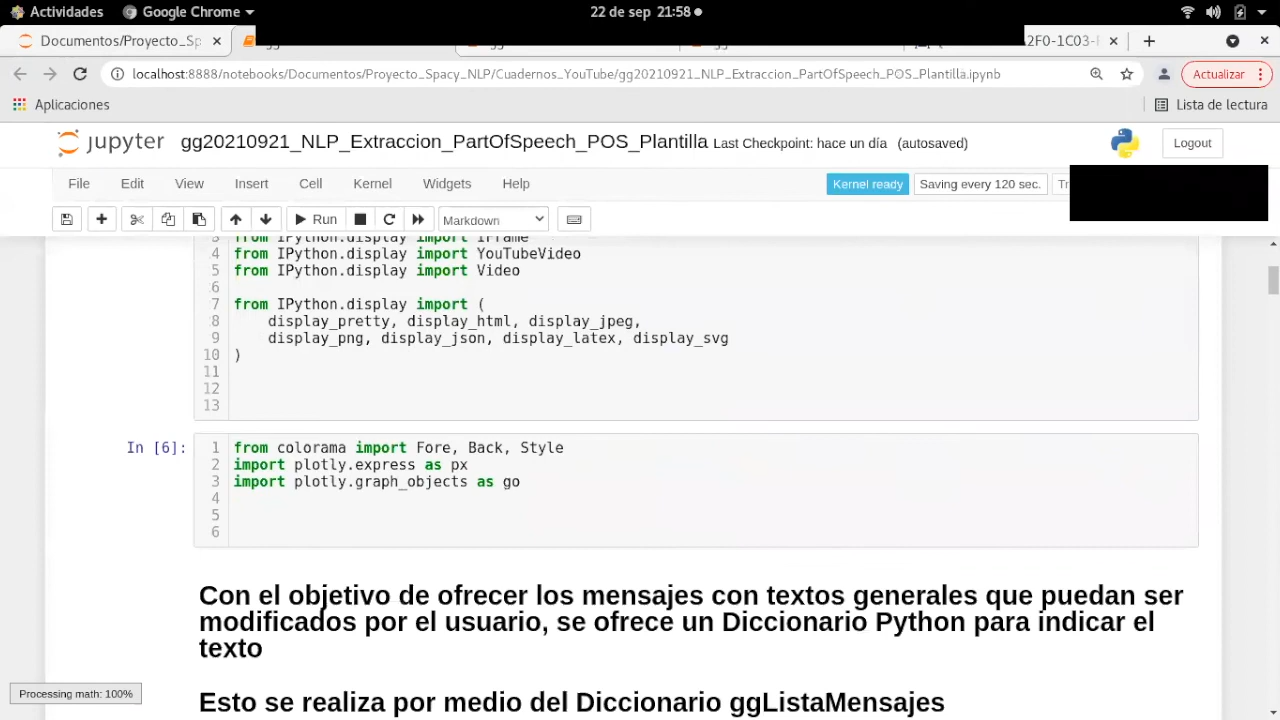 Actividades Google Chrome 22 de sep 21:58
Documentos/Proyecto_Sp
localhost:8888/notebooks/Documentos/Proyecto_Spacy_NLP/Cuadernos_YouTube/gg20210921_NLP_Extraccion_PartOfSpeech_POS_Plantilla.ipynb Actualizar
Aplicaciones Lista de lectura
jupyter gg20210921_NLP_Extraccion_PartOfSpeech_POS_Plantilla Last Checkpoint: hace un día (autosaved) Logout
File Edit View Insert Cell Kernel Widgets Help Kernel ready Saving every 120 sec.
Run Markdown
3 from IPython.display import IFrame
4 from IPython.display import YouTubeVideo
5 from IPython.display import Video
6
7 from IPython.display import (
8 display_pretty, display_html, display_jpeg,
9 display_png, display_json, display_latex, display_svg
10 )
11
12
13
In [6]: 1 from colorama import Fore, Back, Style
2 import plotly.express as px
3 import plotly.graph_objects as go
4
5
6
Con el objetivo de ofrecer los mensajes con textos generales que puedan ser
modificados por el usuario, se ofrece un Diccionario Python para indicar el
texto
Processing math: 100%
Esto se realiza por medio del Diccionario ggListaMensajes